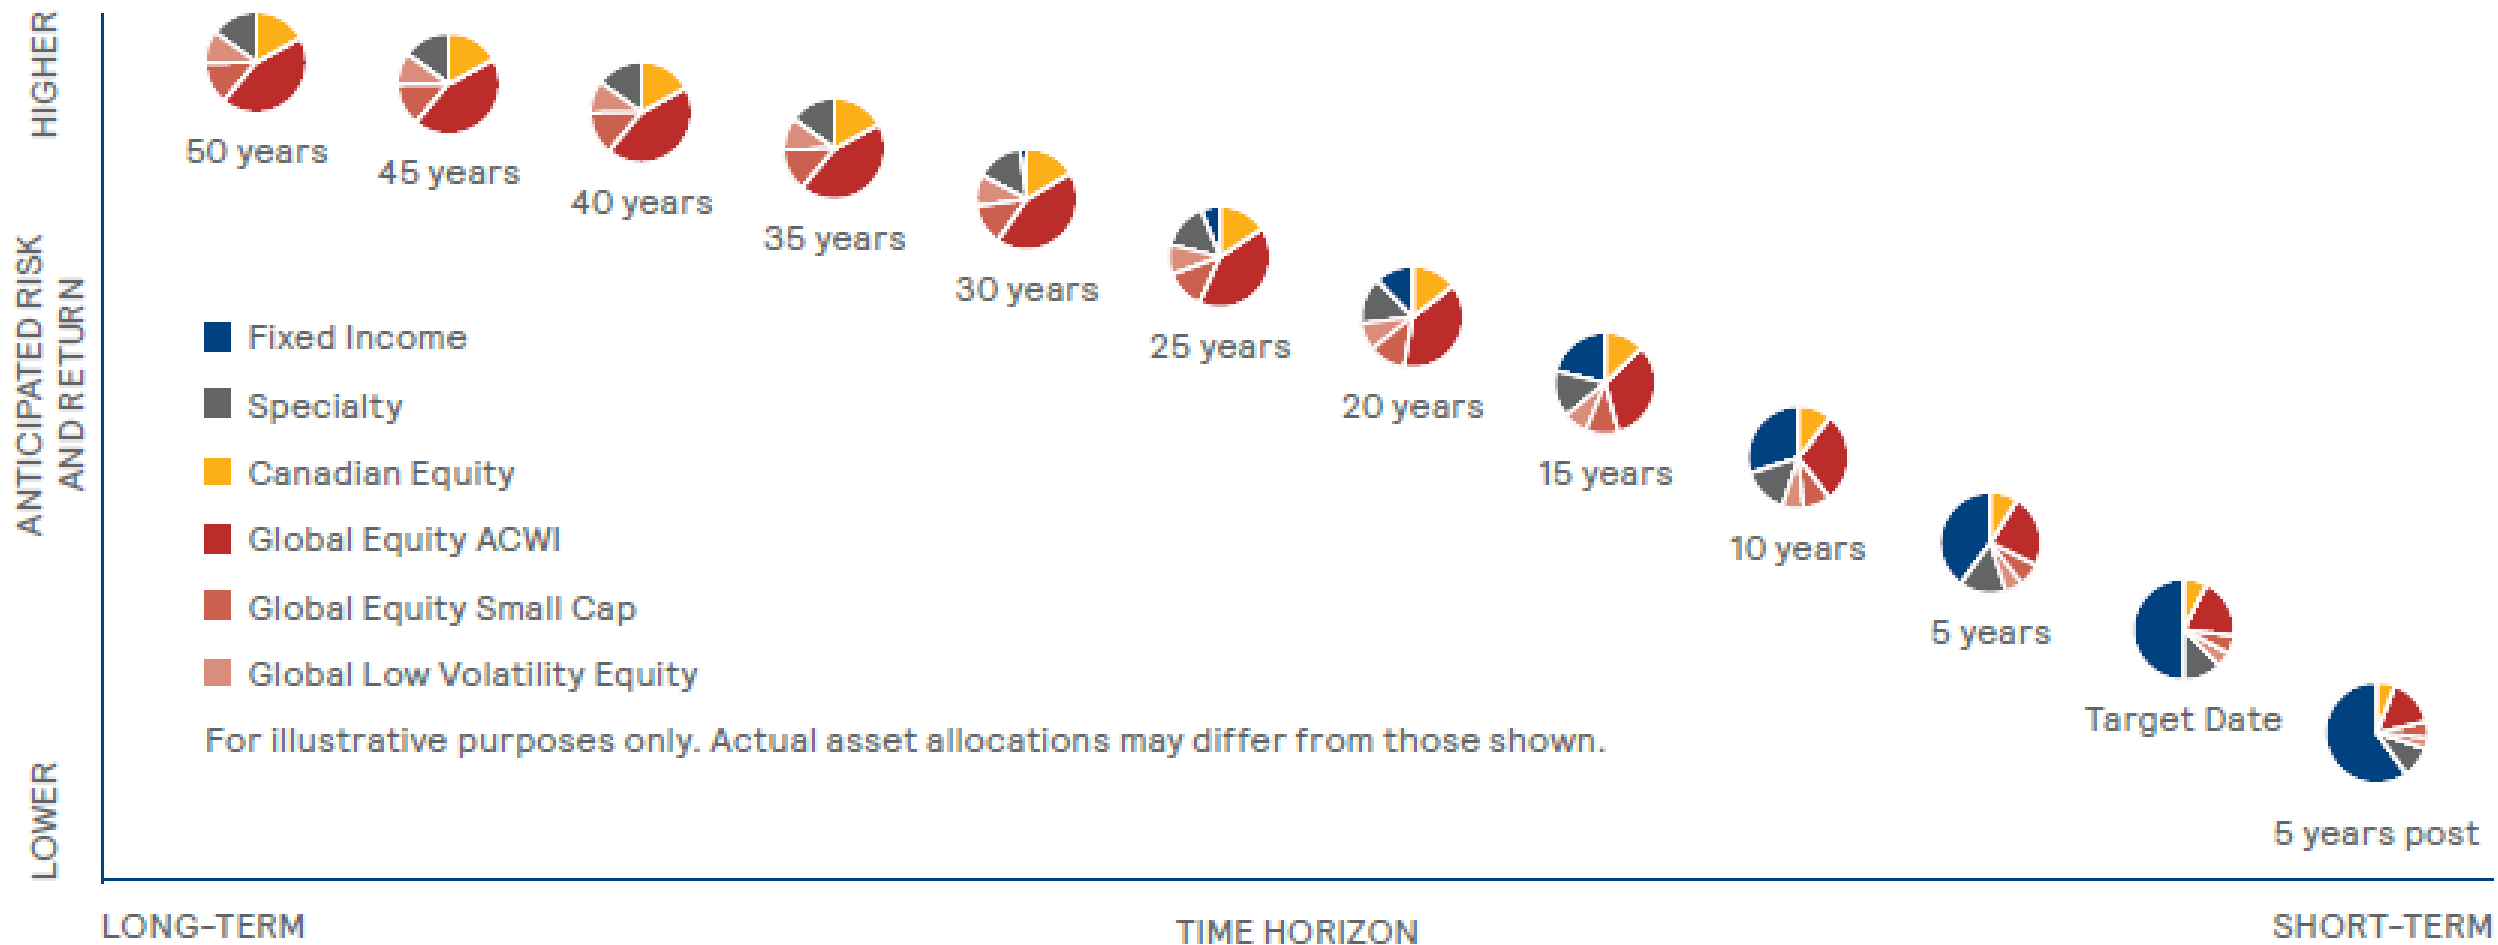 HIGHER
ANTICIPATED RISK
AND RETURN
LOWER
50 years
45 years
40 years
35 years
30 years
25 years
20 years
15 years
10 years
5 years
Target Date
5 years post
Fixed Income
Specialty
Canadian Equity
Global Equity ACWI
Global Equity Small Cap
Global Low Volatility Equity
For illustrative purposes only. Actual asset allocations may differ from those shown.
LONG-TERM
TIME HORIZON
SHORT-TERM